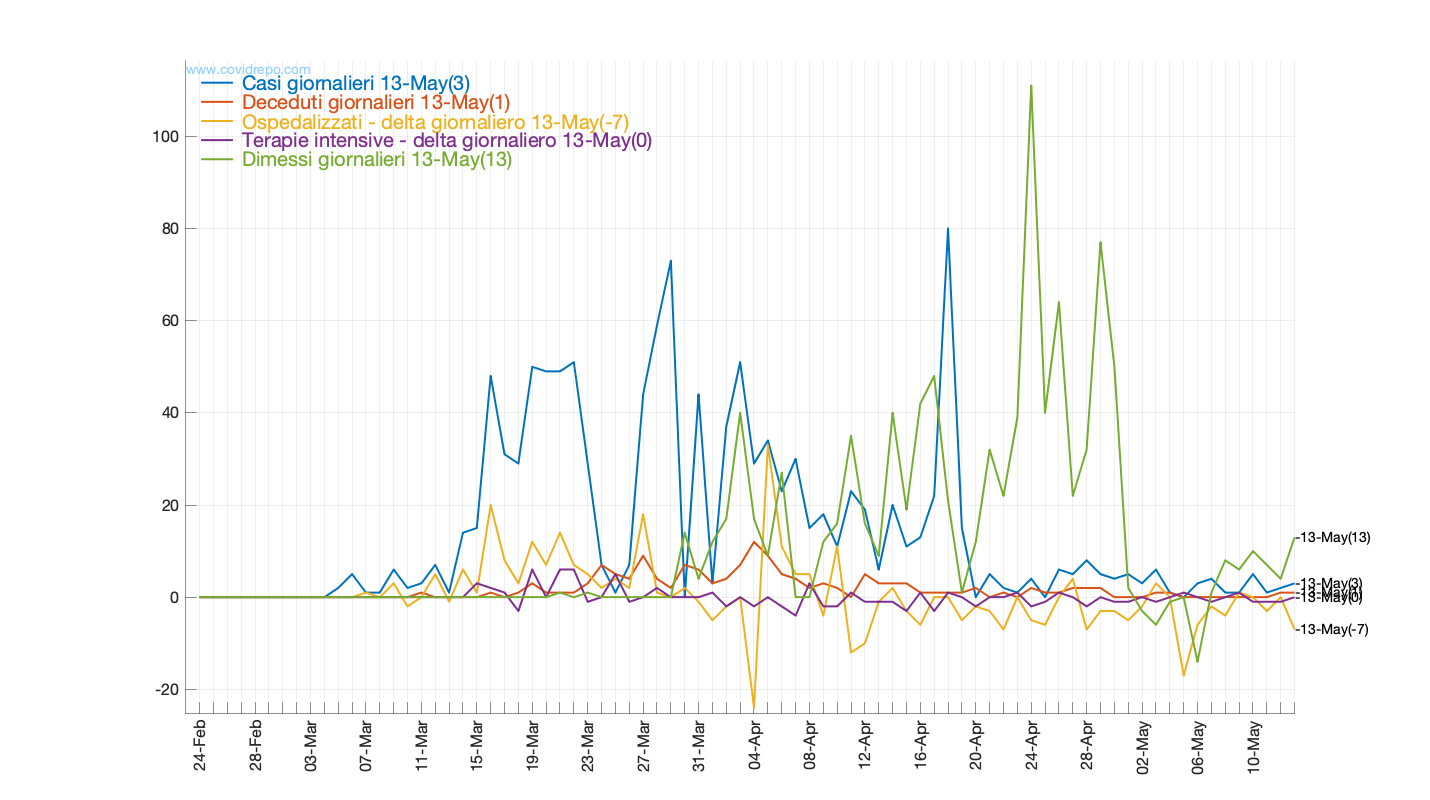 www.covidrepo.com
Casi giornalieri 13-May(3)
Deceduti giornalieri 13-May(1)
Ospedalizzati - delta giornaliero 13-May(-7)
Terapie intensive - delta giornaliero 13-May(0)
Dimessi giornalieri 13-May(13)
100
80
60
40
20
0
-20
-13-May(13)
-13-May(3)
-13-May(1)
-13-May(0)
-13-May(-7)
24-Feb
28-Feb
03-Mar
07-Mar
11-Mar
15-Mar
19-Mar
23-Mar
27-Mar
31-Mar
04-Apr
08-Apr
12-Apr
16-Apr
20-Apr
24-Apr
28-Apr
02-May
06-May
10-May